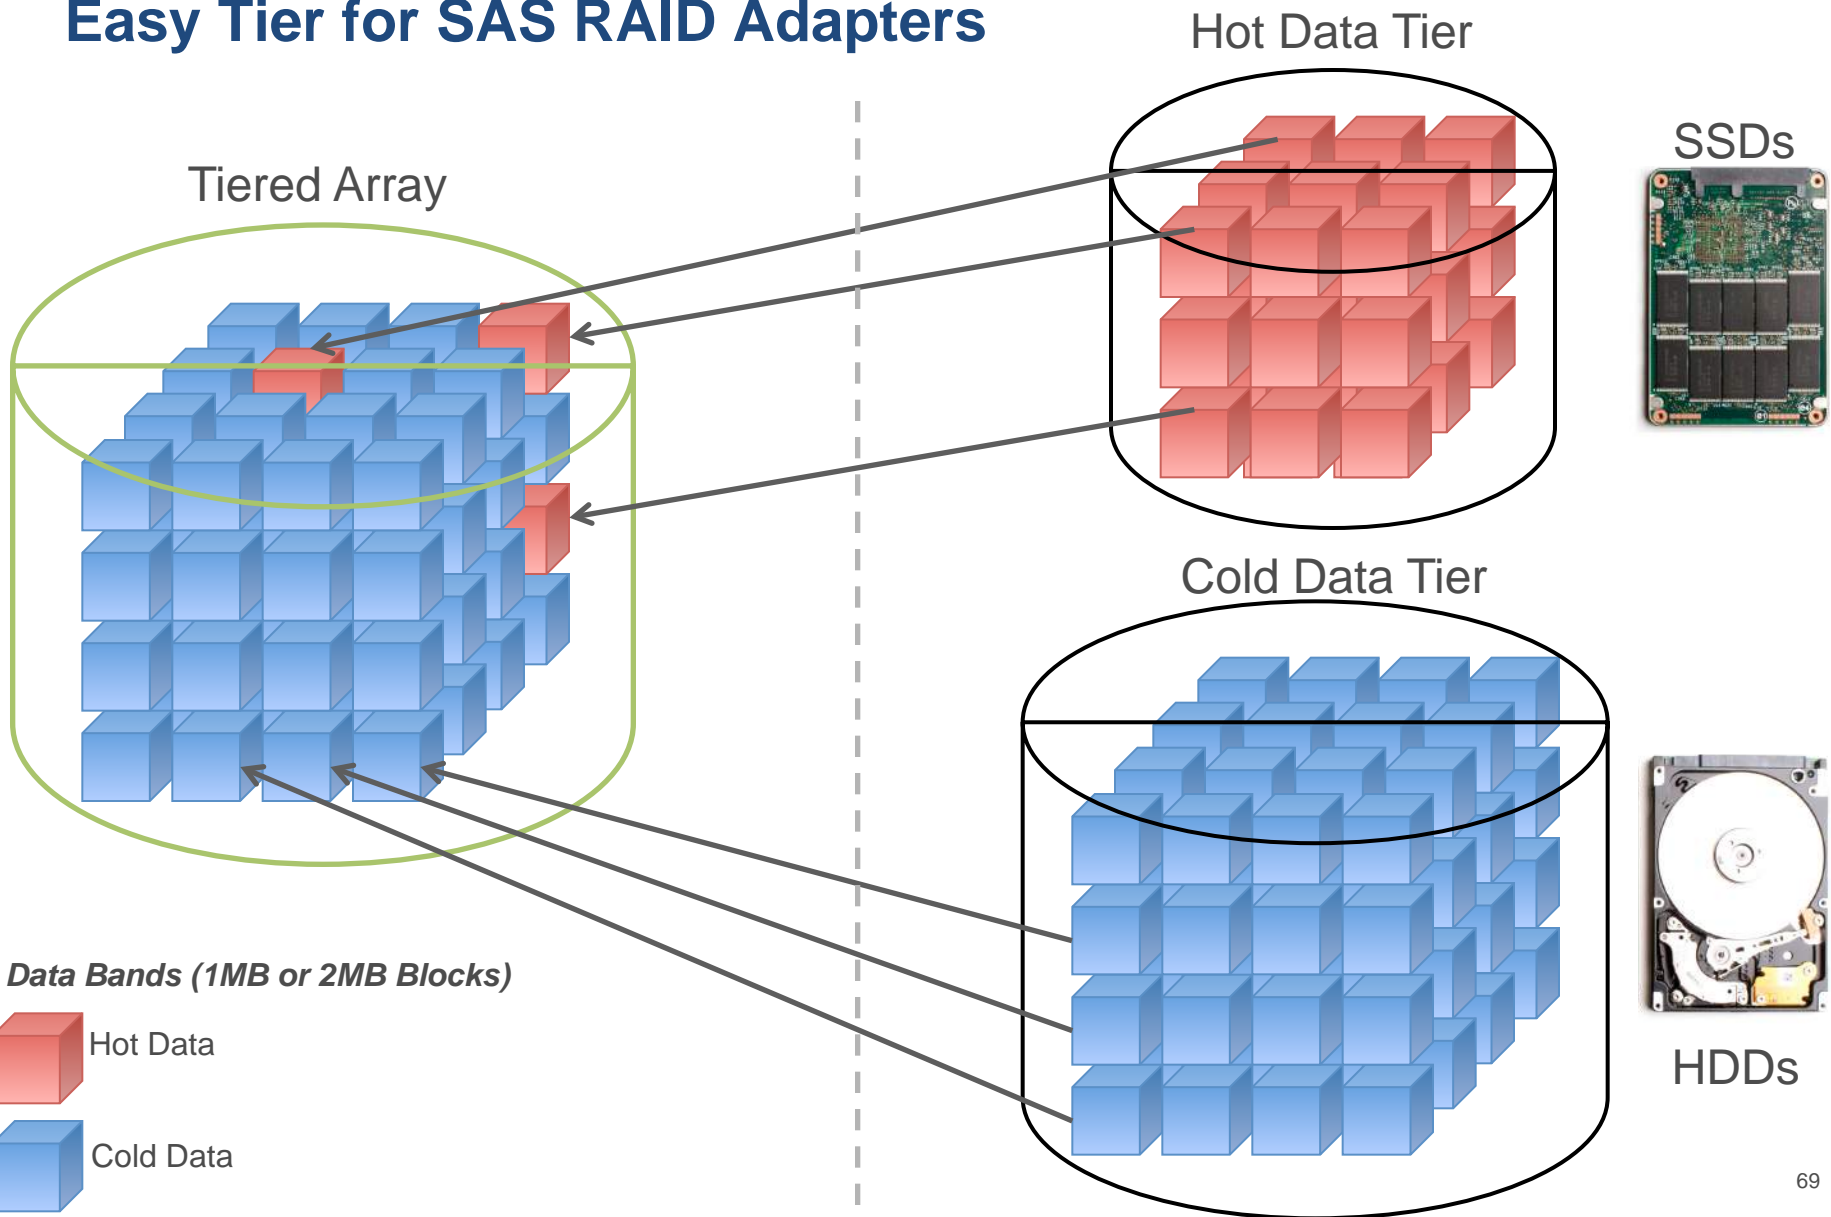 Easy Tier for SAS RAID Adapters
Hot Data Tier
SSDs
Tiered Array
Cold Data Tier
Data Bands (1MB or 2MB Blocks)
Hot Data
HDDs
Cold Data
69